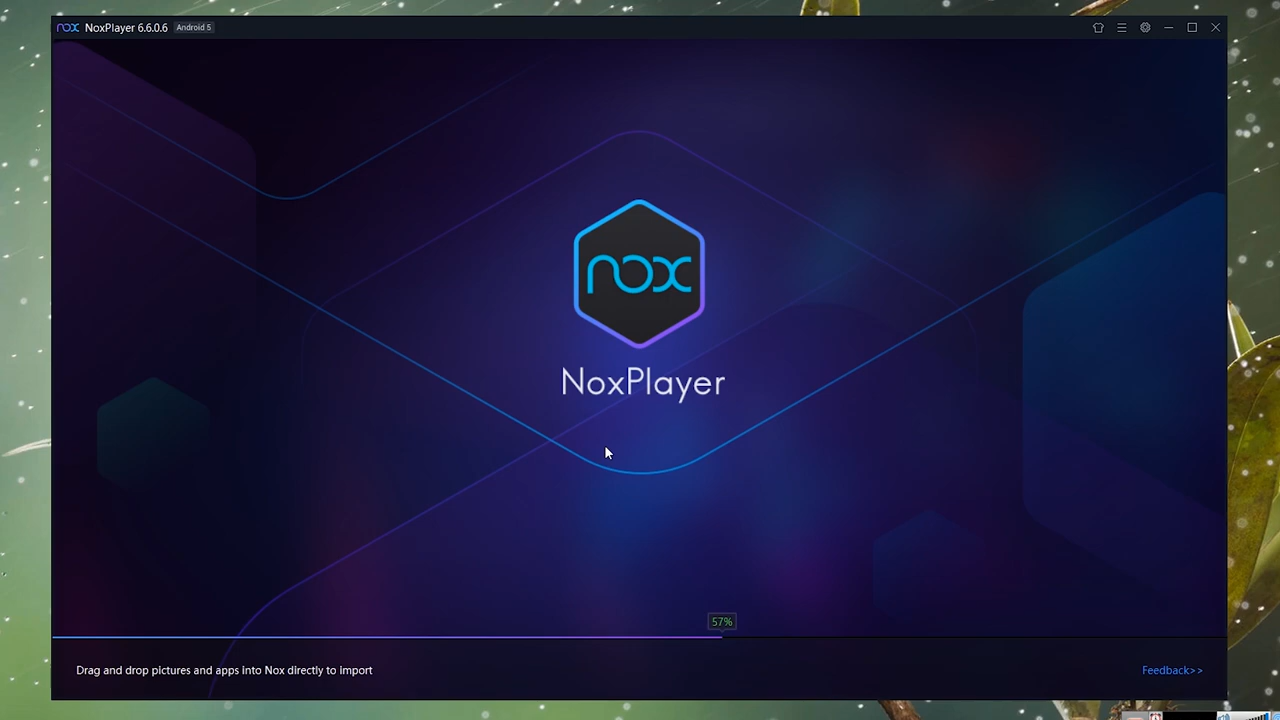 nox NoxPlayer 6.6.0.6 Android 5
nox
NoxPlayer
57%
Drag and drop pictures and apps into Nox directly to import
Feedback>>